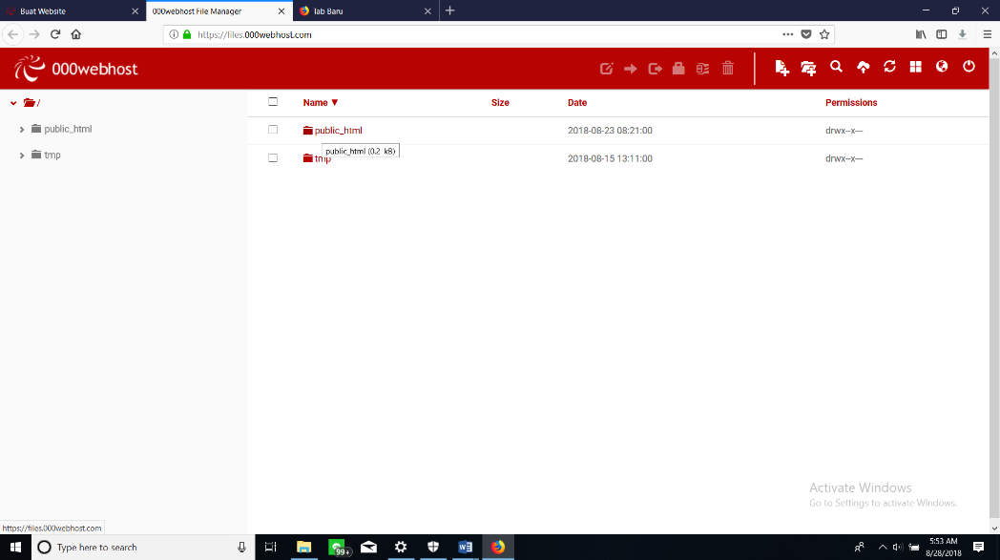 Buat Website
000webhost File Manager
Tab Baru
https://files.000webhost.com
000webhost
/
Name ▼ Size Date Permissions
public_html
tmp
public_html 2018-08-23 08:21:00 drwx--x---
public_html (0.2 kB)
tmp 2018-08-15 13:11:00 drwx--x---
Activate Windows
Go to Settings to activate Windows.
https://files.000webhost.com
Type here to search
99+
5:53 AM
8/28/2018